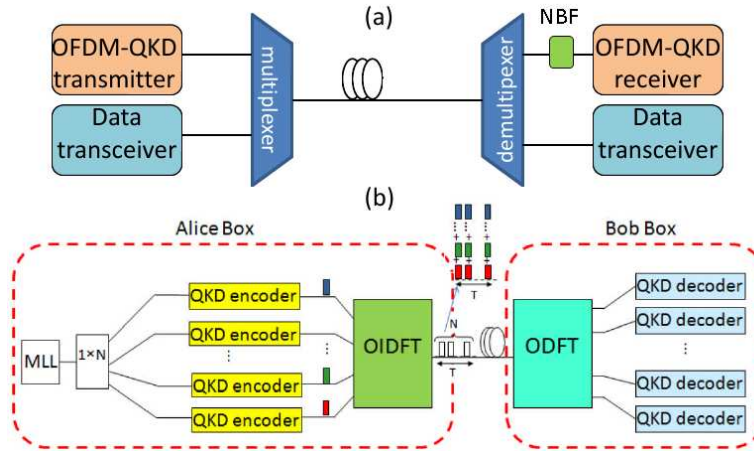 (a)
NBF
OFDM-QKD
transmitter
multiplexer
demultipexer
OFDM-QKD
receiver
Data
transceiver
Data
transceiver
(b)
Alice Box
Bob Box
T
QKD encoder
QKD encoder
QKD encoder
QKD encoder
MLL
1×N
OIDFT
N
T
ODFT
QKD decoder
QKD decoder
QKD decoder
QKD decoder